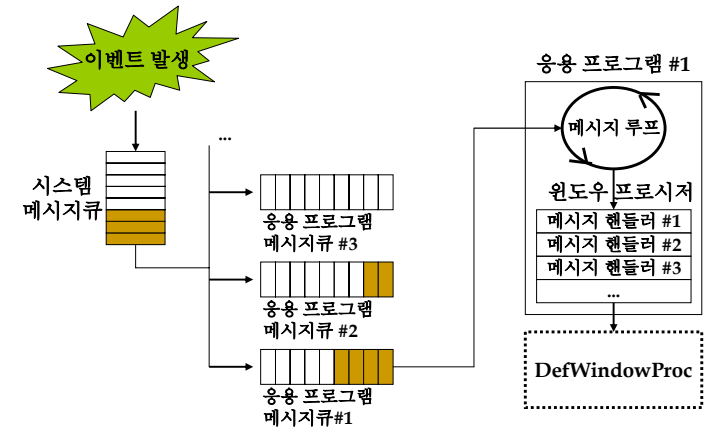 이벤트 발생
시스템
메시지큐
...
응용 프로그램
메시지큐 #3
응용 프로그램
메시지큐 #2
응용 프로그램
메시지큐#1
응용 프로그램 #1
메시지 루프
윈도우 프로시저
메시지 핸들러 #1
메시지 핸들러 #2
메시지 핸들러 #3
...
DefWindowProc